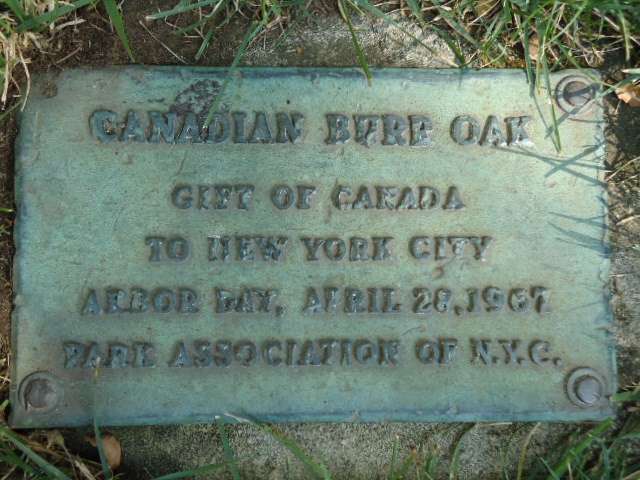 CANADIAN BURR OAK
GIFT OF CANADA
TO NEW YORK CITY
ARBOR DAY, APRIL 28, 1967
PARK ASSOCIATION OF N.Y.C.